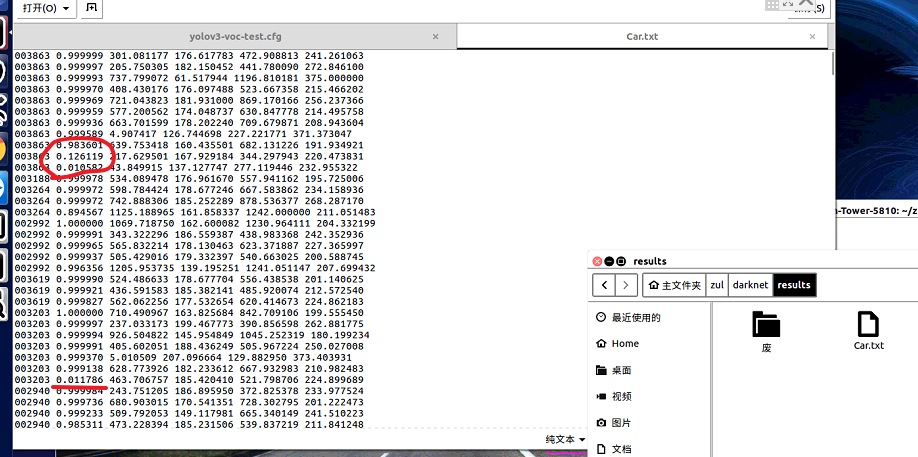 打开(O)
(S)
yolov3-voc-test.cfg × Car.txt ×
003863 0.999999 301.081177 176.617783 472.908813 241.261063
003863 0.999997 205.750305 182.150452 441.780090 272.846100
003863 0.999993 737.799072 61.517944 1196.810181 375.000000
003863 0.999970 408.430176 176.097488 523.667358 215.466202
003863 0.999969 721.043823 181.931000 869.170166 256.237366
003863 0.999959 577.200562 174.048737 630.847778 214.495758
003863 0.999936 663.701599 178.202240 709.679871 208.943604
003863 0.999589 4.907417 126.744698 227.221771 371.373047
003863 0.983601 639.753418 160.435501 682.131226 191.934921
003863 0.126119 217.629501 167.929184 344.297943 220.473831
003863 0.010582 43.849915 137.127747 277.119446 232.955322
003188 0.999978 534.089478 176.961670 557.941162 195.725006
003264 0.999972 598.784424 178.677246 667.583862 234.158936
003264 0.999972 742.888306 185.252289 878.536377 268.287170
003264 0.894567 1125.188965 161.858337 1242.000000 211.051483
002992 1.000000 1069.718750 162.600082 1230.964111 204.332199
002992 0.999991 343.322296 186.559387 438.983368 242.352936
002992 0.999965 565.832214 178.130463 623.371887 227.365997
002992 0.999937 505.429016 179.332397 540.663025 200.588745
002992 0.996356 1205.953735 139.195251 1241.051147 207.699432
003619 0.999990 524.486633 178.677704 556.438538 201.140625
003619 0.999921 436.591583 185.382141 485.920074 212.572540
003619 0.999827 562.062256 177.532654 620.414673 224.862183
003203 1.000000 710.490967 163.825684 842.709106 199.555450
003203 0.999997 237.033173 199.467773 390.856598 262.881775
003203 0.999994 926.504822 145.954849 1045.252319 180.199234
003203 0.999991 405.602051 188.436249 505.967224 250.027008
003203 0.999370 5.010509 207.096664 129.882950 373.403931
003203 0.999138 628.773926 182.233612 667.932983 210.982483
003203 0.011786 463.706757 185.420410 521.798706 224.899689
002940 0.999984 243.751205 186.895950 372.825378 233.977524
002940 0.999736 680.903015 170.541351 728.302795 201.222473
002940 0.999233 509.792053 149.117981 665.340149 241.510223
002940 0.985311 473.228394 185.231506 539.837219 211.841248
纯文本
-Tower-5810: ~/z
results
主文件夹 zul darknet results
最近使用的
Home
桌面
视频
图片
文档
废
Car.txt